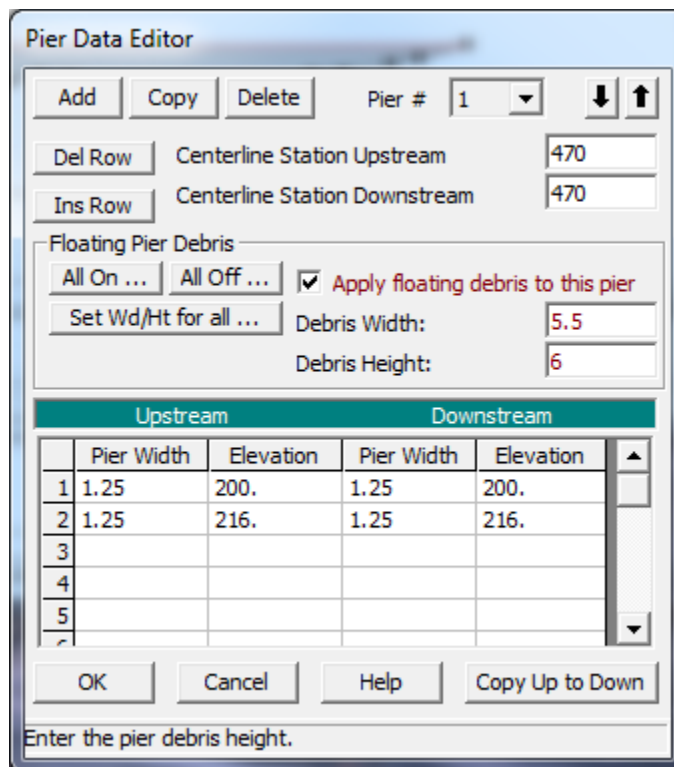 Pier Data Editor
Add Copy Delete Pier # 1
Del Row Centerline Station Upstream 470
Ins Row Centerline Station Downstream 470
Floating Pier Debris
All On ... All Off ... Apply floating debris to this pier
Set Wd/Ht for all ... Debris Width: 5.5
Debris Height: 6
Upstream Downstream
Pier Width Elevation Pier Width Elevation
1 1.25 200. 1.25 200.
2 1.25 216. 1.25 216.
3
4
5
OK Cancel Help Copy Up to Down
Enter the pier debris height.